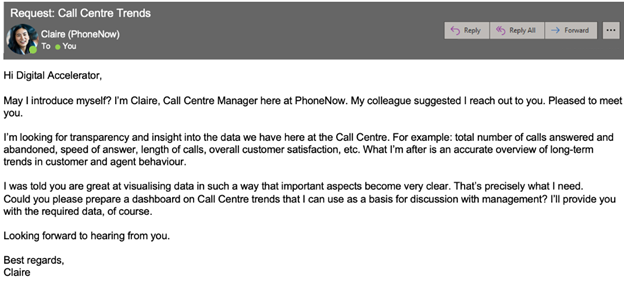 Request: Call Centre Trends
Claire (PhoneNow)
To You
Reply
Reply All
Forward
Hi Digital Accelerator,
May I introduce myself? I'm Claire, Call Centre Manager here at PhoneNow. My colleague suggested I reach out to you. Pleased to meet
you.
I'm looking for transparency and insight into the data we have here at the Call Centre. For example: total number of calls answered and
abandoned, speed of answer, length of calls, overall customer satisfaction, etc. What I'm after is an accurate overview of long-term
trends in customer and agent behaviour.
I was told you are great at visualising data in such a way that important aspects become very clear. That's precisely what I need.
Could you please prepare a dashboard on Call Centre trends that I can use as a basis for discussion with management? I'll provide you
with the required data, of course.
Looking forward to hearing from you.
Best regards,
Claire